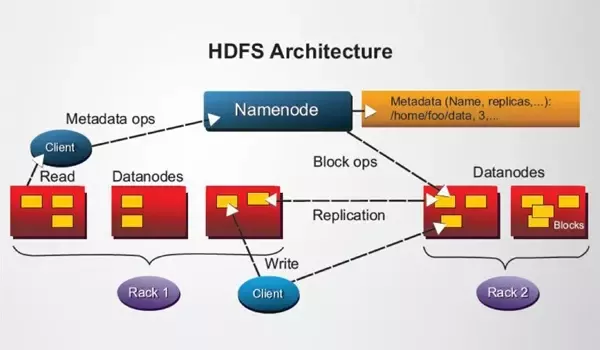 HDFS Architecture
Metadata ops
Namenode
Metadata (Name, replicas,...):
/home/foo/data, 3,...
Client
Read
Datanodes
Block ops
Datanodes
Replication
Blocks
Write
Rack 1
Client
Rack 2